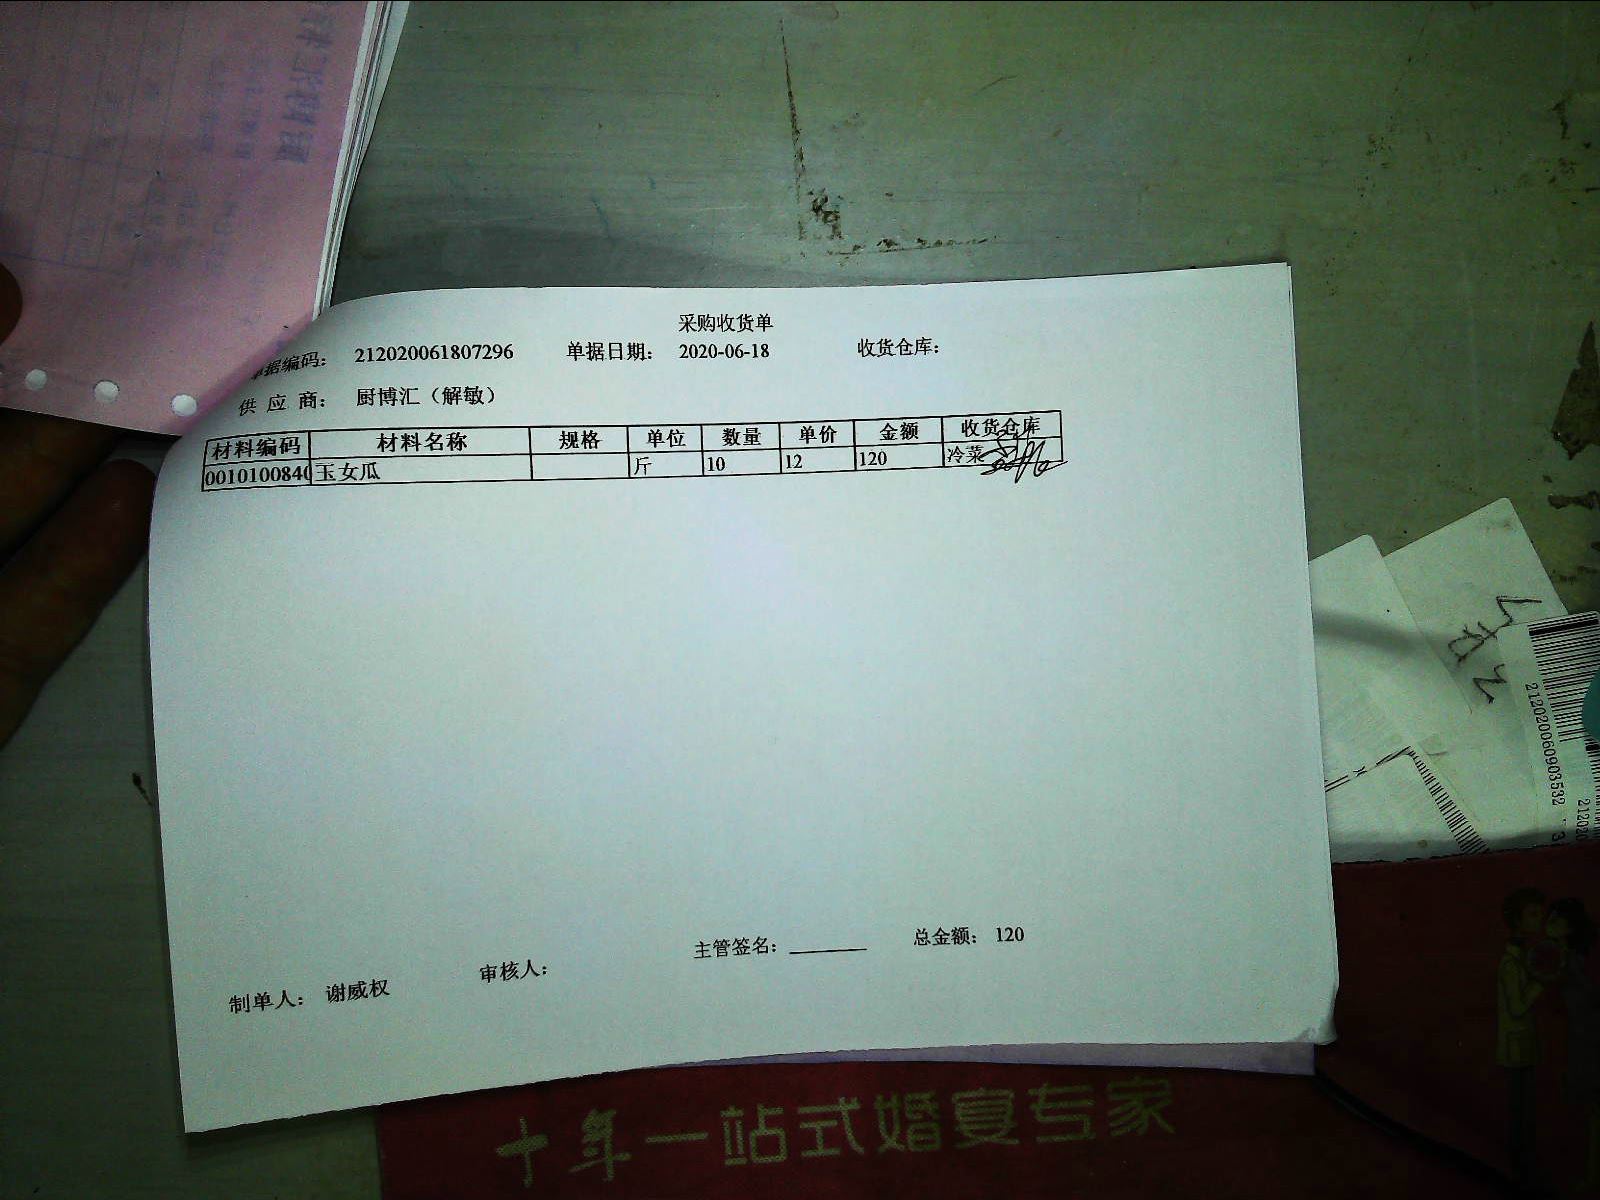 采购收货单
单据编码： 212020061807296 单据日期： 2020-06-18 收货仓库：
供 应 商： 厨博汇（解敏）
材料编码 材料名称 规格 单位 数量 单价 金额 收货仓库
0010100840 玉女瓜 斤 10 12 120 冷菜
主管签名： 总金额： 120
制单人： 谢威权 审核人：
212020060903532
21202
十年一站式婚宴专家